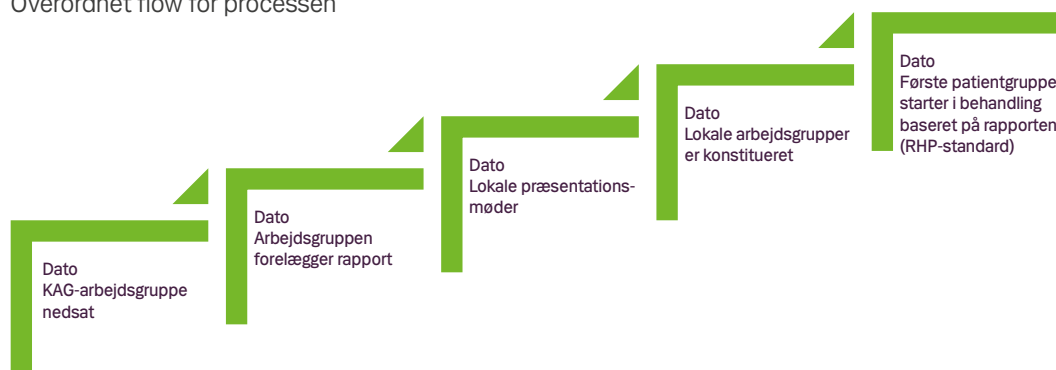 Overordnet flow for processen
Dato
KAG-arbejdsgruppe
nedsat
Dato
Arbejdsgruppen
forelægger rapport
Dato
Lokale præsentations-
møder
Dato
Lokale arbejdsgrupper
er konstitueret
Dato
Første patientgruppe
starter i behandling
baseret på rapporten
(RHP-standard)